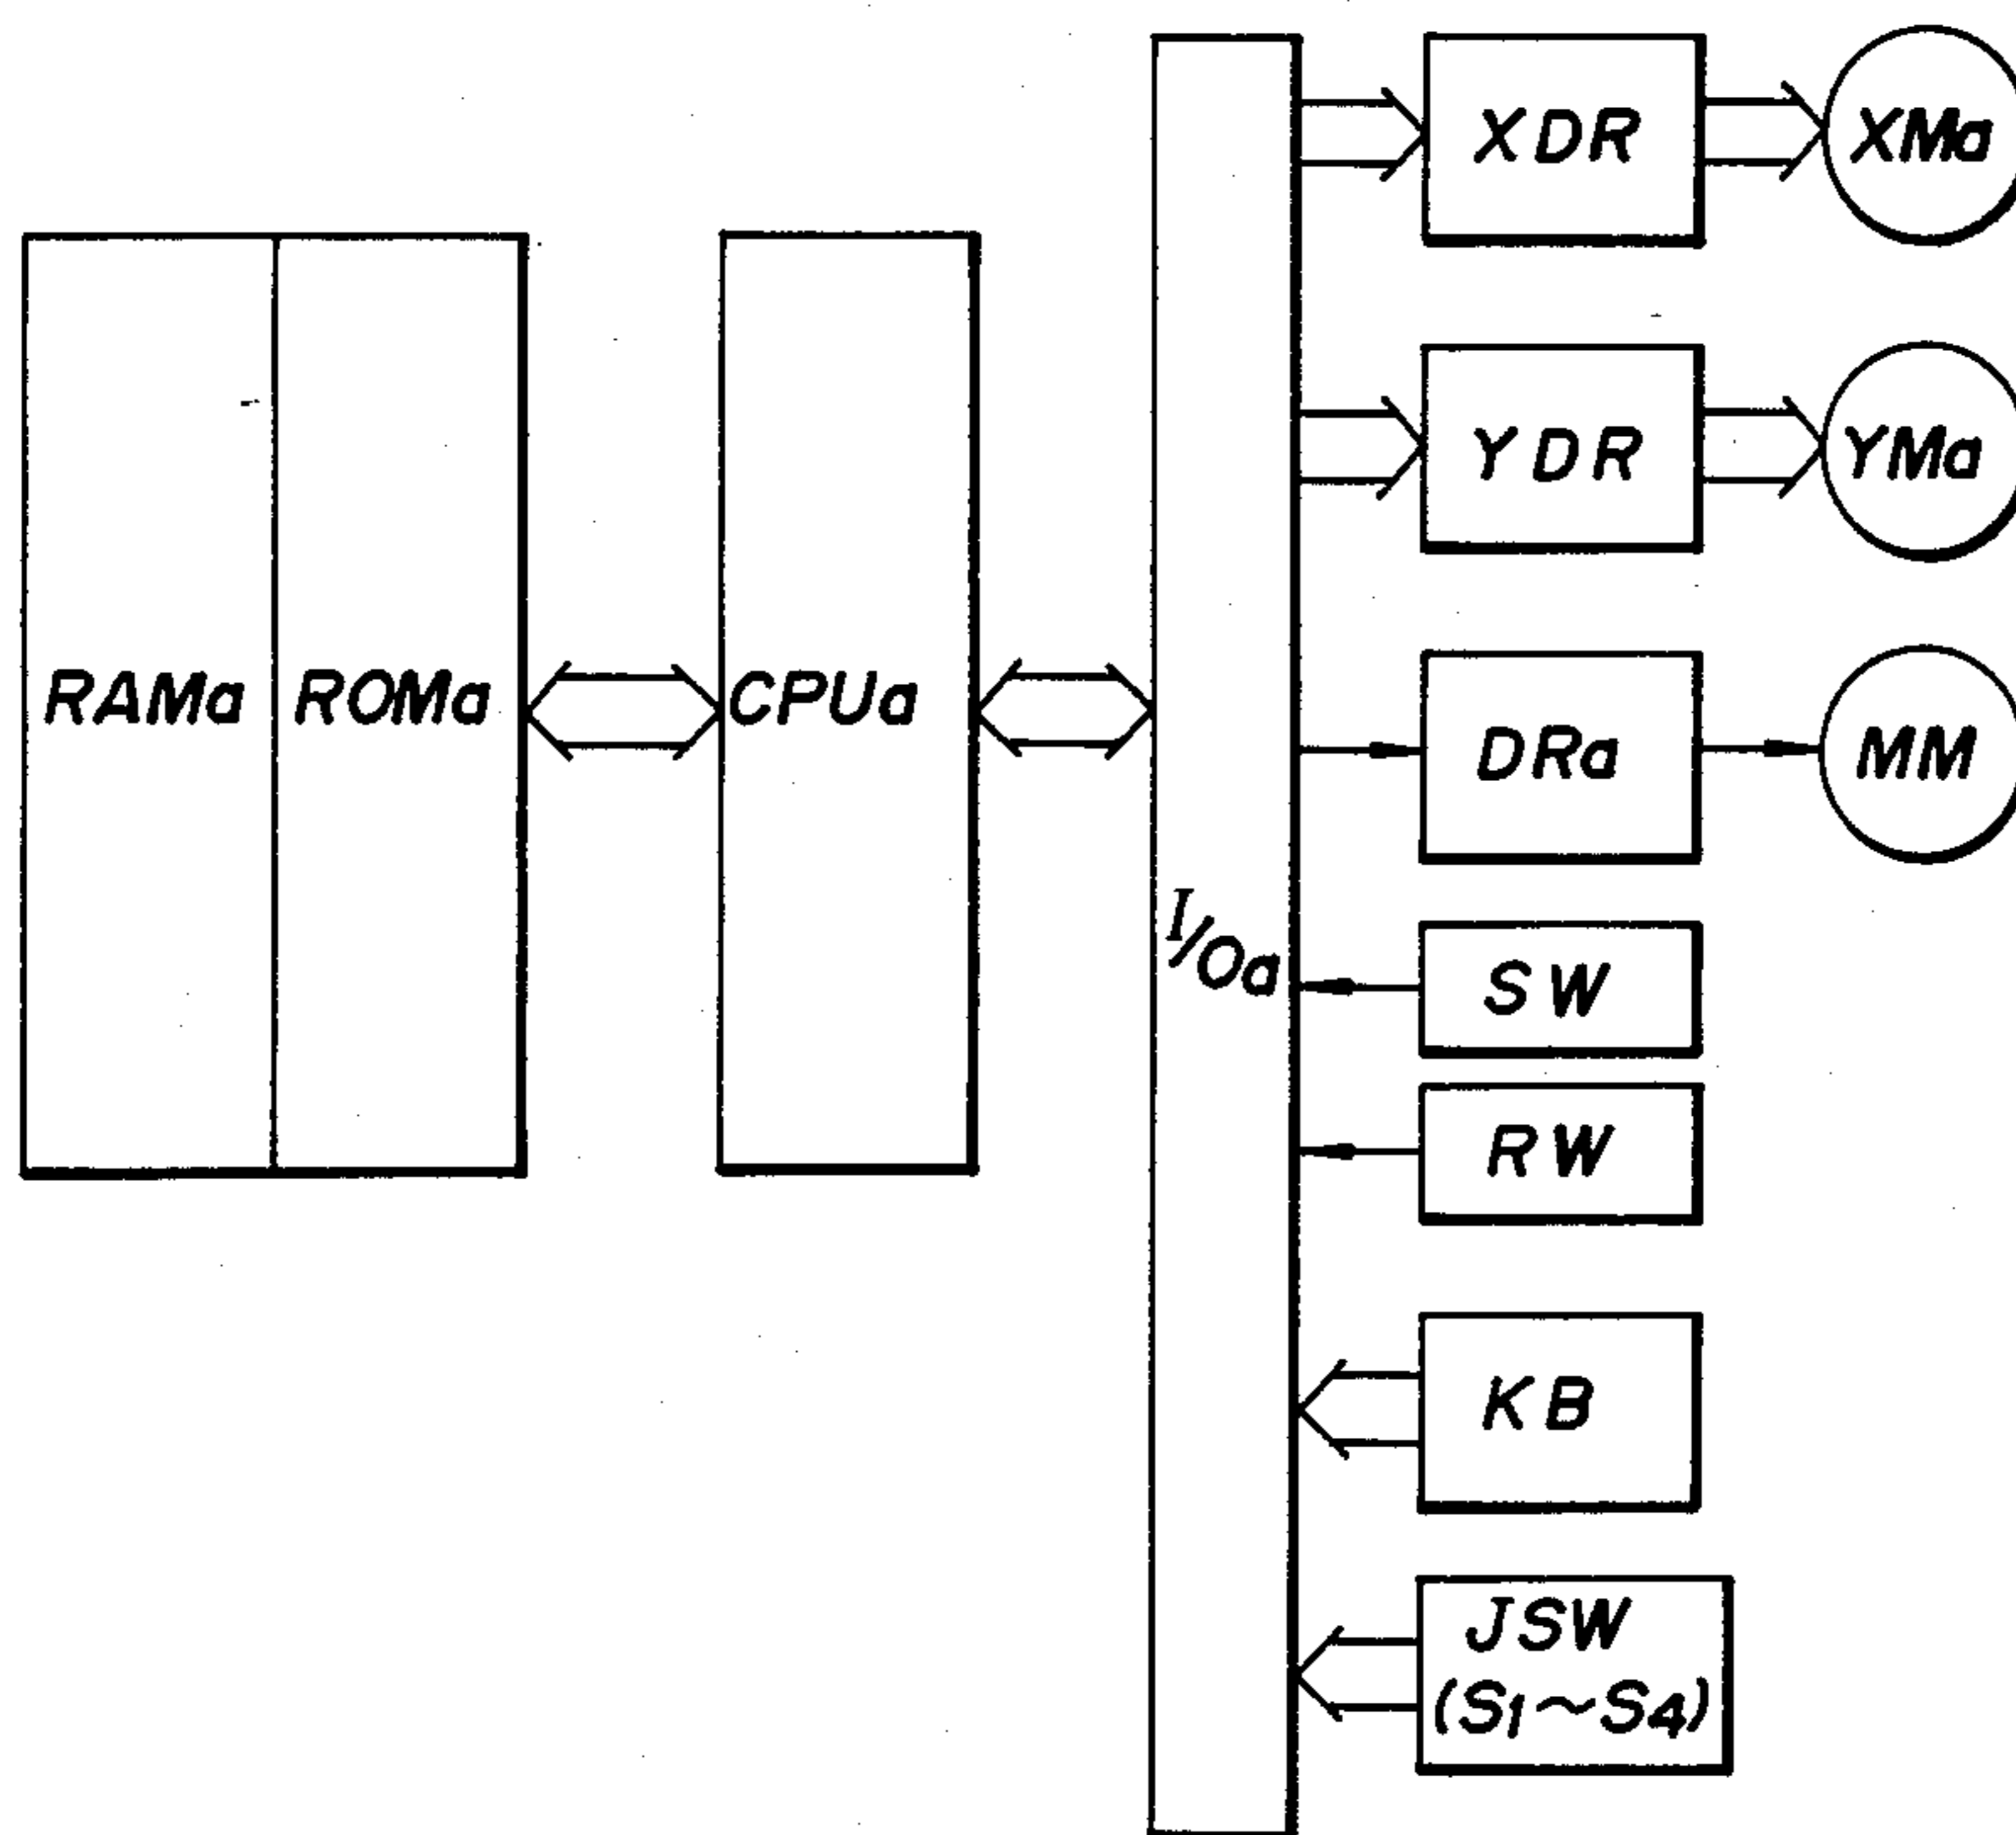 XDR
XMa
YDR
YMa
RAMa
ROMa
CPUa
DRa
MM
I/Oa
SW
RW
KB
JSW
(S1~S4)